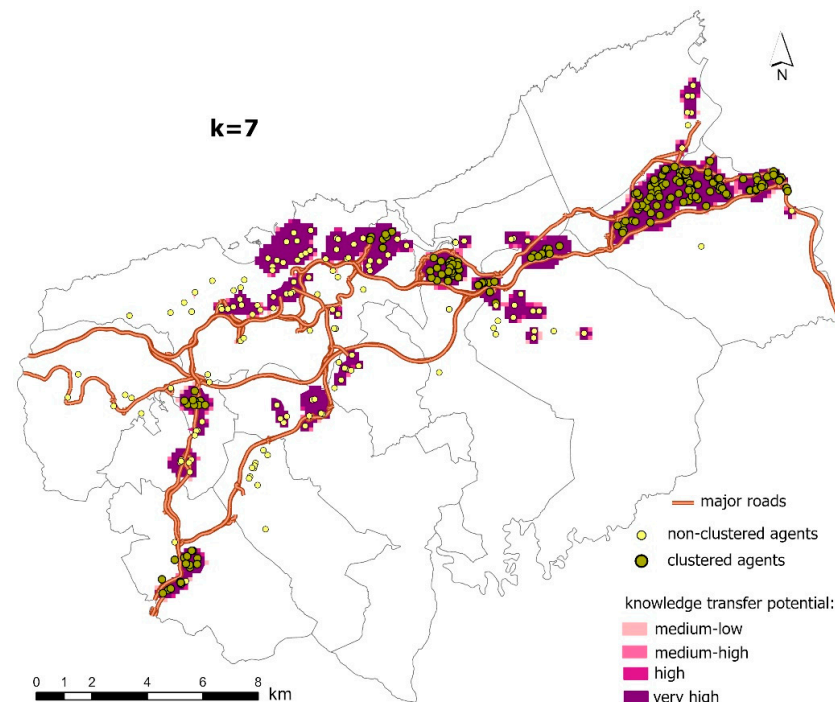 N
k=7
major roads
non-clustered agents
clustered agents
knowledge transfer potential:
medium-low
medium-high
high
very high
0 1 2 4 6 8
km